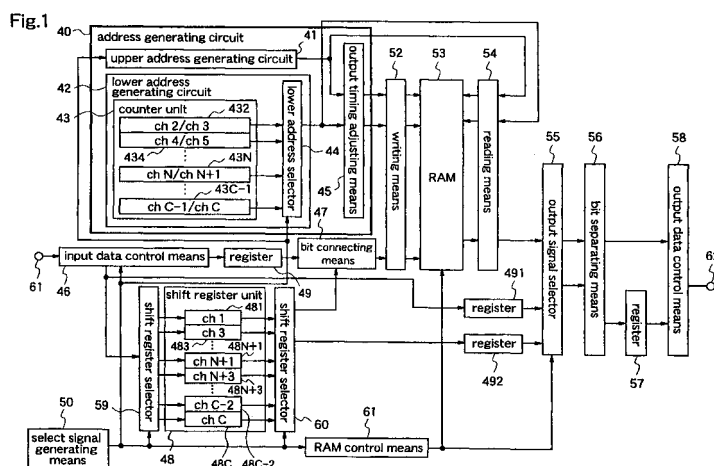 Fig.1
40
address generating circuit
41
upper address generating circuit
42
lower address
generating circuit
43
counter unit
432
ch 2/ch 3
ch 4/ch 5
434
43N
ch N/ch N+1
43C-1
ch C-1/ch C
lower address selector
44
output timing adjusting means
45
52
writing means
53
RAM
54
reading means
55
output signal selector
56
bit separating means
58
output data control means
62
47
bit connecting
means
61
input data control means
46
register
49
shift register unit
481
ch 1
ch 3
483
48N+1
ch N+1
ch N+3
48N+3
ch C-2
ch C
48
48C
48C-2
shift register selector
59
shift register selector
60
register
491
register
492
register
57
50
select signal
generating means
61
RAM control means